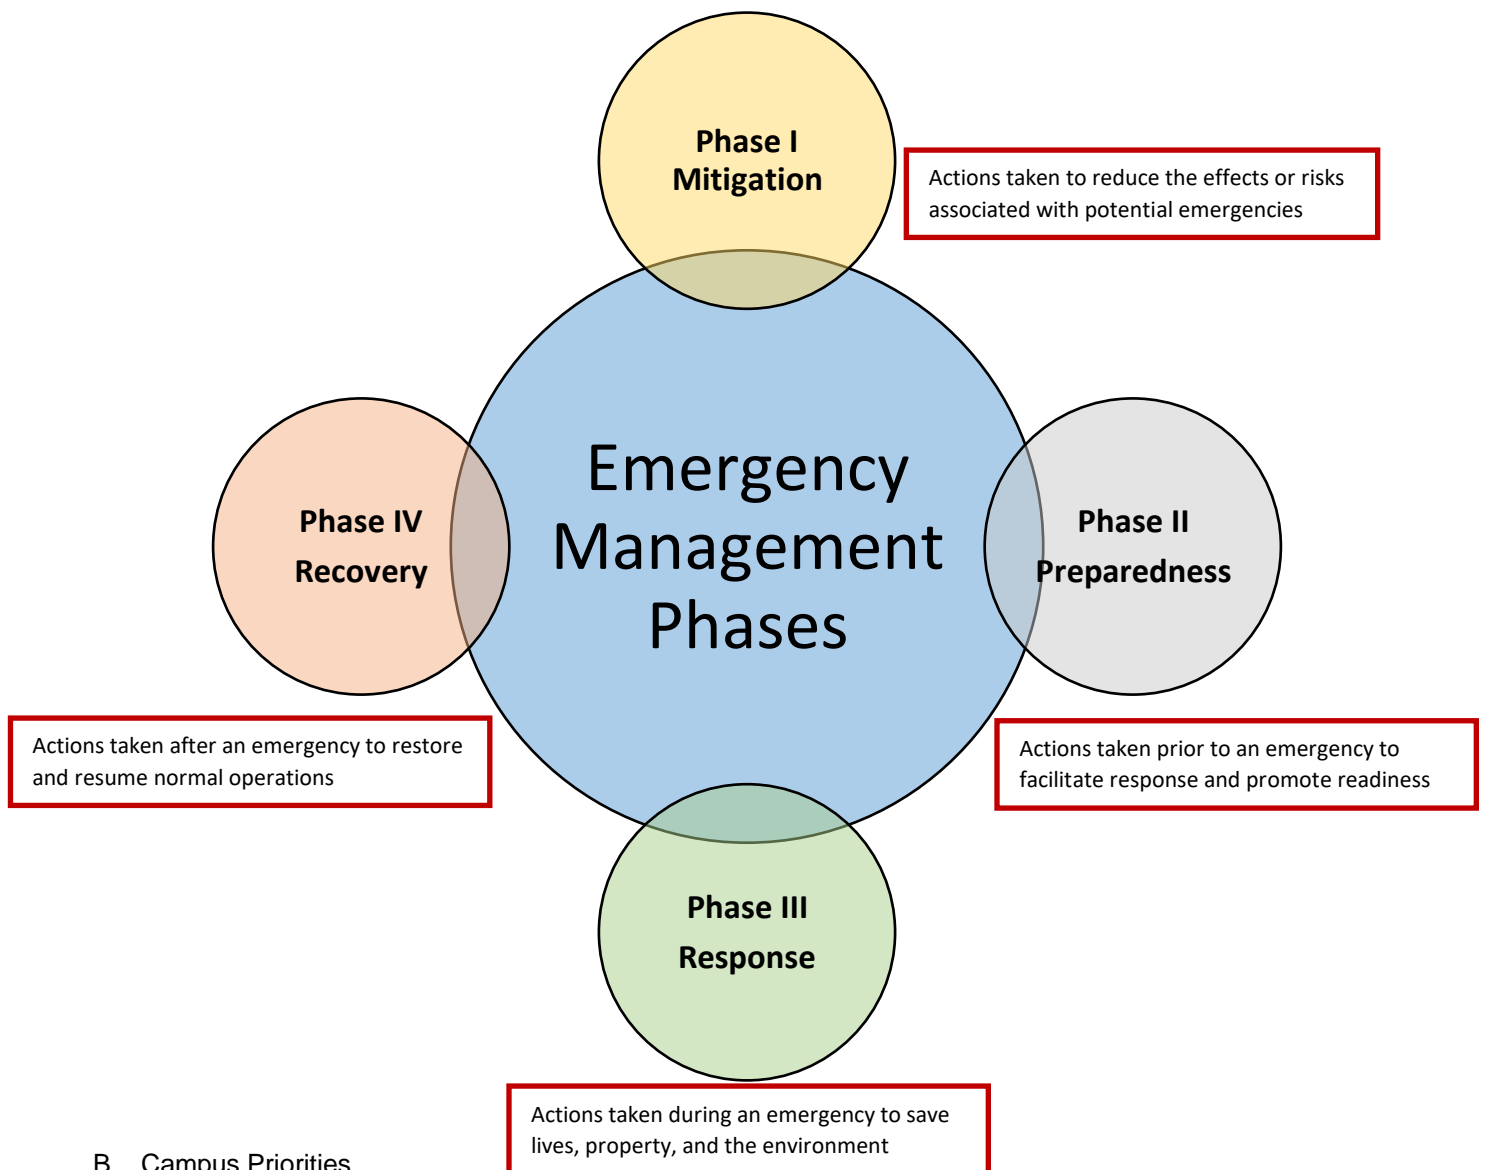 Phase I
Mitigation
Actions taken to reduce the effects or risks
associated with potential emergencies
Emergency
Management
Phases
Phase IV
Recovery
Phase II
Preparedness
Actions taken after an emergency to restore
and resume normal operations
Actions taken prior to an emergency to
facilitate response and promote readiness
Phase III
Response
Actions taken during an emergency to save
lives, property, and the environment
B. Campus Priorities